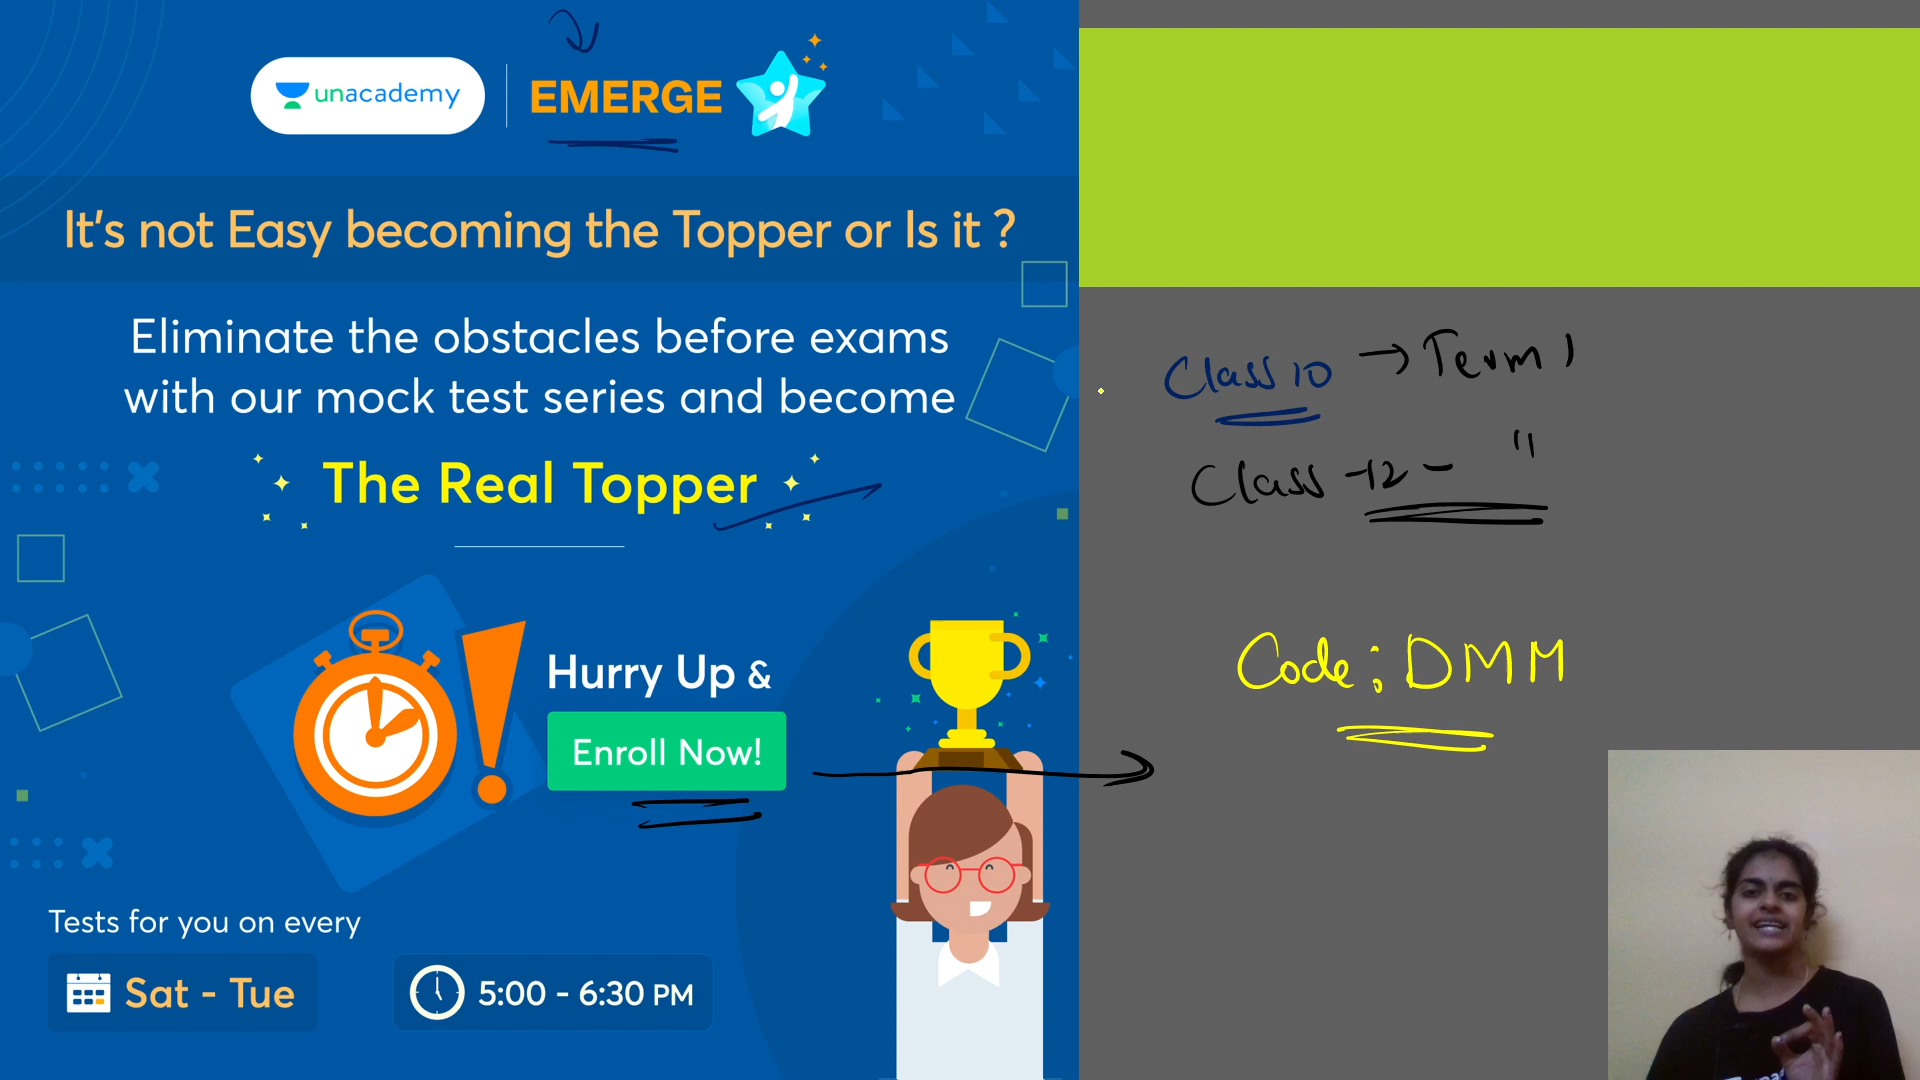 unacademy
EMERGE
It's not Easy becoming the Topper or Is it ?
Eliminate the obstacles before exams
with our mock test series and become
The Real Topper
Hurry Up &
Enroll Now!
Tests for you on every
Sat - Tue
5:00 - 6:30 PM
Class 10 → Term 1
Class -12 - "
Code: DMM